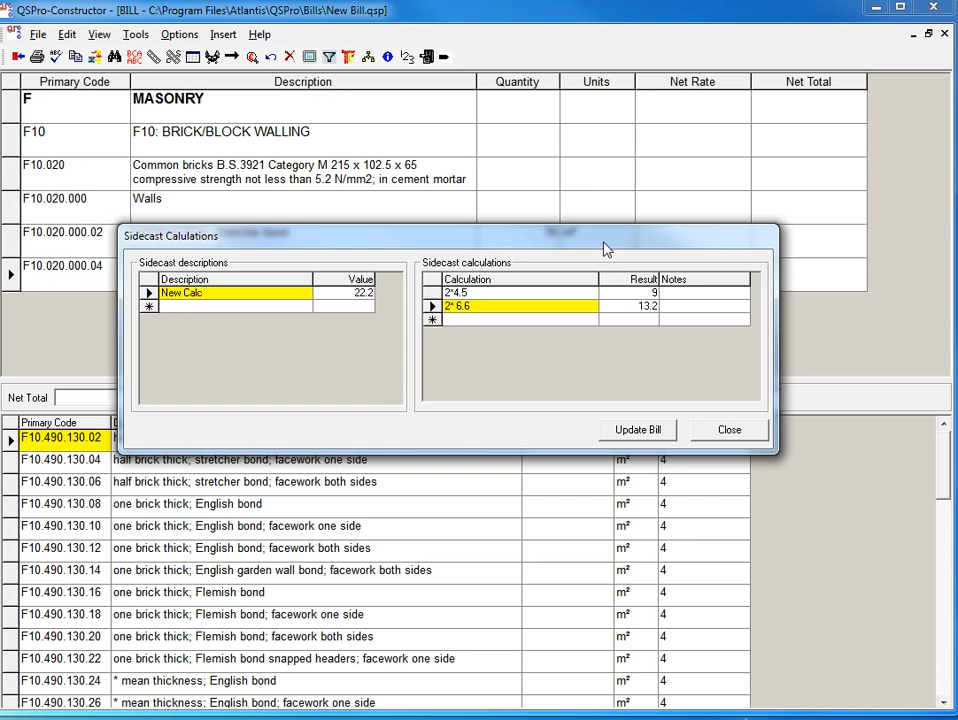 QSPro-Constructor - [BILL - C:\Program Files\Atlantis\QSPro\Bills\New Bill.qsp]
File Edit View Tools Options Insert Help
Primary Code Description Quantity Units Net Rate Net Total
F MASONRY
F10 F10: BRICK/BLOCK WALLING
F10.020 Common bricks B.S.3921 Category M 215 x 102.5 x 65
compressive strength not less than 5.2 N/mm2; in cement mortar
F10.020.000 Walls
F10.020.000.02
F10.020.000.04
Sidecast Calulations
Sidecast descriptions
Description Value
New Calc 22.2
Sidecast calculations
Calculation Result Notes
2*4.5 9
2* 6.6 13.2
Update Bill Close
Net Total
Primary Code
F10.490.130.02
F10.490.130.04 half brick thick; stretcher bond; facework one side m² 4
F10.490.130.06 half brick thick; stretcher bond; facework both sides m² 4
F10.490.130.08 one brick thick; English bond m² 4
F10.490.130.10 one brick thick; English bond; facework one side m² 4
F10.490.130.12 one brick thick; English bond; facework both sides m² 4
F10.490.130.14 one brick thick; English garden wall bond; facework both sides m² 4
F10.490.130.16 one brick thick; Flemish bond m² 4
F10.490.130.18 one brick thick; Flemish bond; facework one side m² 4
F10.490.130.20 one brick thick; Flemish bond; facework both sides m² 4
F10.490.130.22 one brick thick; Flemish bond snapped headers; facework one side m² 4
F10.490.130.24 * mean thickness; English bond m² 4
F10.490.130.26 * mean thickness; English bond; facework one side m² 4